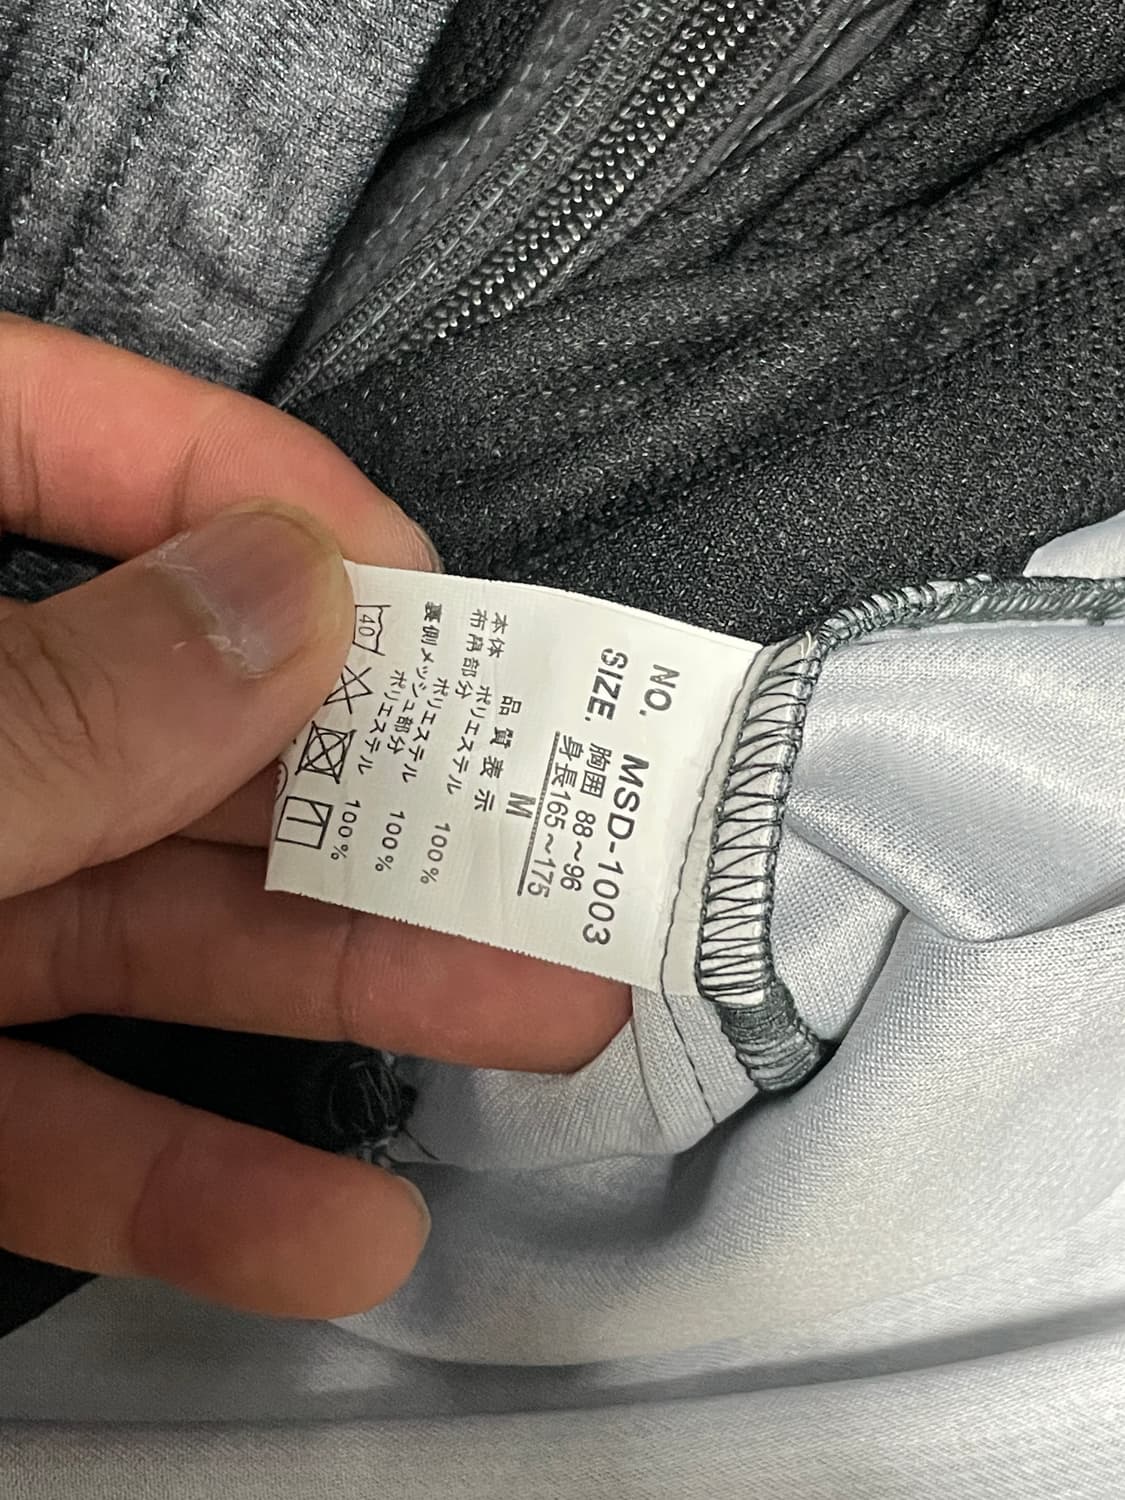 NO. MSD-1003
SIZE. 胸囲 88～96
身長165～175
M
品質表示
本体 ポリエステル 100%
布帛部分
ポリエステル 100%
裏側メッシュ部分
ポリエステル 100%
40